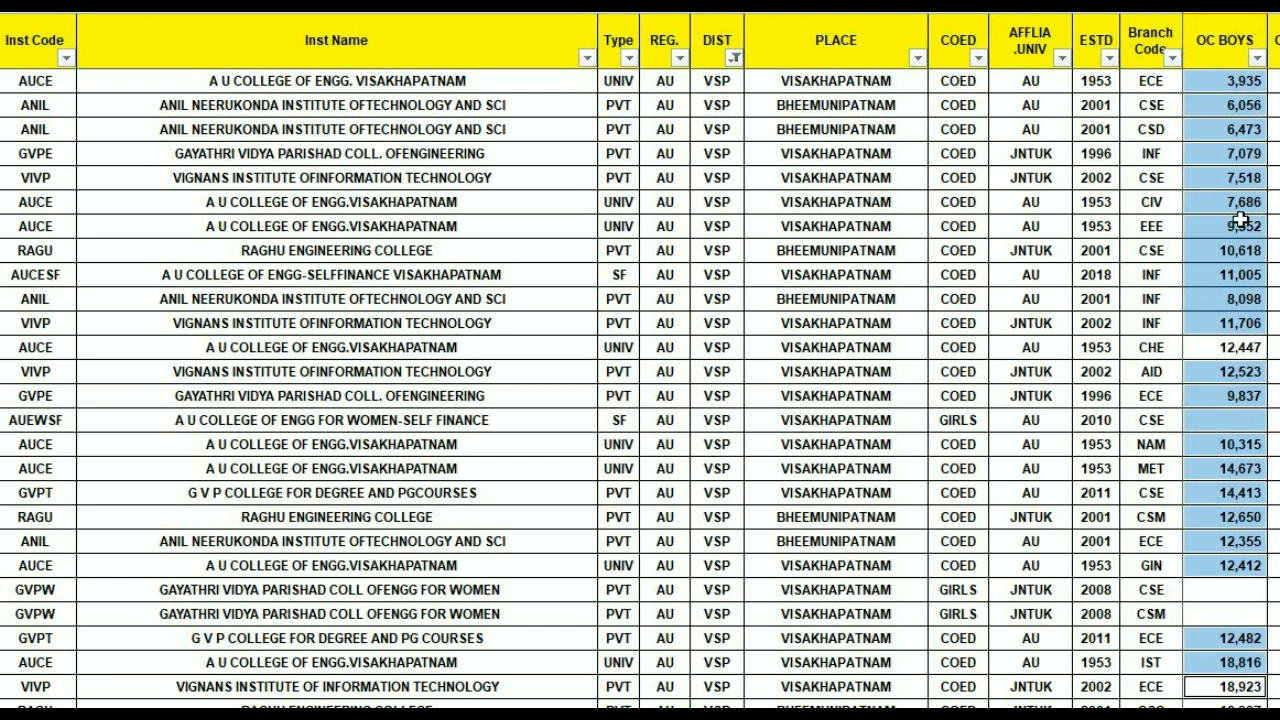 Inst Code Inst Name Type REG. DIST PLACE COED AFFLIA .UNIV ESTD Branch Code OC BOYS
AUCE A U COLLEGE OF ENGG. VISAKHAPATNAM UNIV AU VSP VISAKHAPATNAM COED AU 1953 ECE 3,935
ANIL ANIL NEERUKONDA INSTITUTE OFTECHNOLOGY AND SCI PVT AU VSP BHEEMUNIPATNAM COED AU 2001 CSE 6,056
ANIL ANIL NEERUKONDA INSTITUTE OFTECHNOLOGY AND SCI PVT AU VSP BHEEMUNIPATNAM COED AU 2001 CSD 6,473
GVPE GAYATHRI VIDYA PARISHAD COLL. OFENGINEERING PVT AU VSP VISAKHAPATNAM COED JNTUK 1996 INF 7,079
VIVP VIGNANS INSTITUTE OFINFORMATION TECHNOLOGY PVT AU VSP VISAKHAPATNAM COED JNTUK 2002 CSE 7,518
AUCE A U COLLEGE OF ENGG.VISAKHAPATNAM UNIV AU VSP VISAKHAPATNAM COED AU 1953 CIV 7,686
AUCE A U COLLEGE OF ENGG.VISAKHAPATNAM UNIV AU VSP VISAKHAPATNAM COED AU 1953 EEE
RAGU RAGHU ENGINEERING COLLEGE PVT AU VSP BHEEMUNIPATNAM COED JNTUK 2001 CSE 10,618
AUCESF A U COLLEGE OF ENGG-SELFFINANCE VISAKHAPATNAM SF AU VSP VISAKHAPATNAM COED AU 2018 INF 11,005
ANIL ANIL NEERUKONDA INSTITUTE OFTECHNOLOGY AND SCI PVT AU VSP BHEEMUNIPATNAM COED AU 2001 INF 8,098
VIVP VIGNANS INSTITUTE OFINFORMATION TECHNOLOGY PVT AU VSP VISAKHAPATNAM COED JNTUK 2002 INF 11,706
AUCE A U COLLEGE OF ENGG.VISAKHAPATNAM UNIV AU VSP VISAKHAPATNAM COED AU 1953 CHE 12,447
VIVP VIGNANS INSTITUTE OFINFORMATION TECHNOLOGY PVT AU VSP VISAKHAPATNAM COED JNTUK 2002 AID 12,523
GVPE GAYATHRI VIDYA PARISHAD COLL. OFENGINEERING PVT AU VSP VISAKHAPATNAM COED JNTUK 1996 ECE 9,837
AUEWSF A U COLLEGE OF ENGG FOR WOMEN-SELF FINANCE SF AU VSP VISAKHAPATNAM GIRLS AU 2010 CSE
AUCE A U COLLEGE OF ENGG.VISAKHAPATNAM UNIV AU VSP VISAKHAPATNAM COED AU 1953 NAM 10,315
AUCE A U COLLEGE OF ENGG.VISAKHAPATNAM UNIV AU VSP VISAKHAPATNAM COED AU 1953 MET 14,673
GVPT G V P COLLEGE FOR DEGREE AND PGCOURSES PVT AU VSP VISAKHAPATNAM COED AU 2011 CSE 14,413
RAGU RAGHU ENGINEERING COLLEGE PVT AU VSP BHEEMUNIPATNAM COED JNTUK 2001 CSM 12,650
ANIL ANIL NEERUKONDA INSTITUTE OFTECHNOLOGY AND SCI PVT AU VSP BHEEMUNIPATNAM COED AU 2001 ECE 12,355
AUCE A U COLLEGE OF ENGG.VISAKHAPATNAM UNIV AU VSP VISAKHAPATNAM COED AU 1953 GIN 12,412
GVPW GAYATHRI VIDYA PARISHAD COLL OFENGG FOR WOMEN PVT AU VSP VISAKHAPATNAM GIRLS JNTUK 2008 CSE
GVPW GAYATHRI VIDYA PARISHAD COLL OFENGG FOR WOMEN PVT AU VSP VISAKHAPATNAM GIRLS JNTUK 2008 CSM
GVPT G V P COLLEGE FOR DEGREE AND PG COURSES PVT AU VSP VISAKHAPATNAM COED AU 2011 ECE 12,482
AUCE A U COLLEGE OF ENGG.VISAKHAPATNAM UNIV AU VSP VISAKHAPATNAM COED AU 1953 IST 18,816
VIVP VIGNANS INSTITUTE OF INFORMATION TECHNOLOGY PVT AU VSP VISAKHAPATNAM COED JNTUK 2002 ECE 18,923